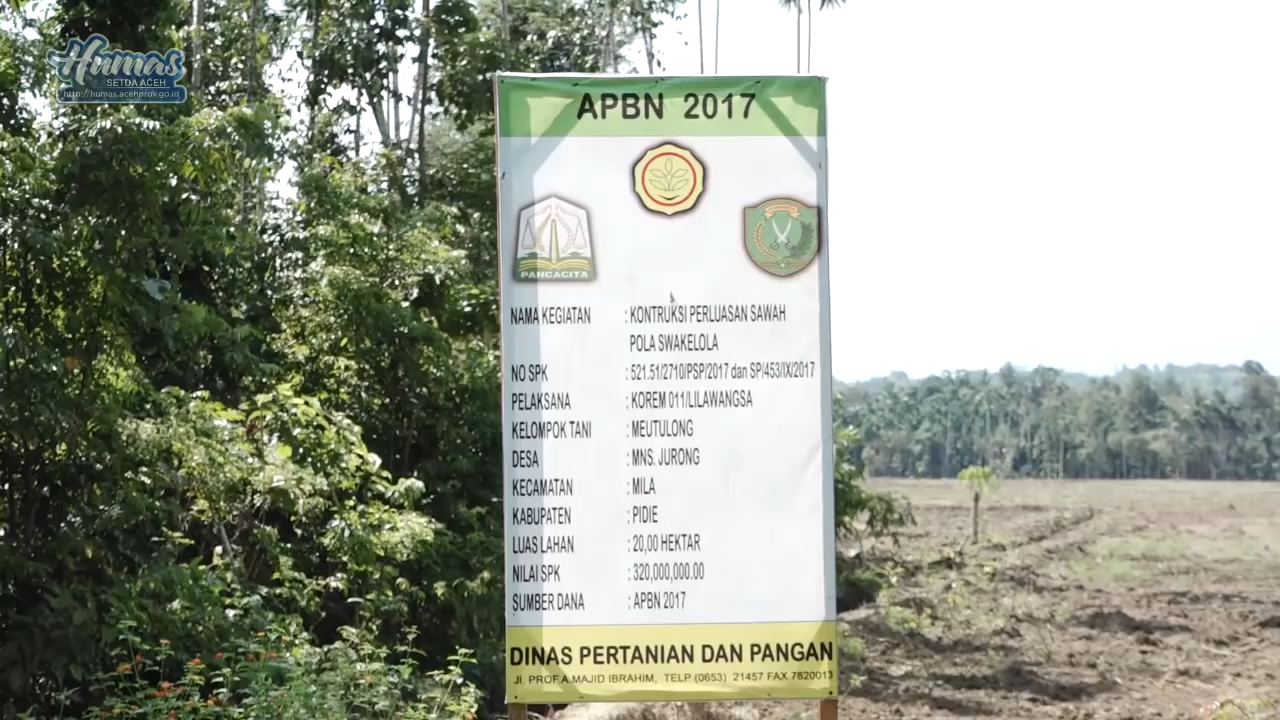 Humas
SETDA ACEH
http://humas.acehprov.go.id
APBN 2017
PANCACITA
NAMA KEGIATAN : KONTRUKSI PERLUASAN SAWAH
POLA SWAKELOLA
NO SPK : 521.51/2710/PSP/2017 dan SP/453/IX/2017
PELAKSANA : KOREM 011/LILAWANGSA
KELOMPOK TANI : MEUTULONG
DESA : MNS. JURONG
KECAMATAN : MILA
KABUPATEN : PIDIE
LUAS LAHAN : 20,00 HEKTAR
NILAI SPK : 320,000,000.00
SUMBER DANA : APBN 2017
DINAS PERTANIAN DAN PANGAN
Jl. PROF A.MAJID IBRAHIM, TELP (0653) 21457 FAX 7820013